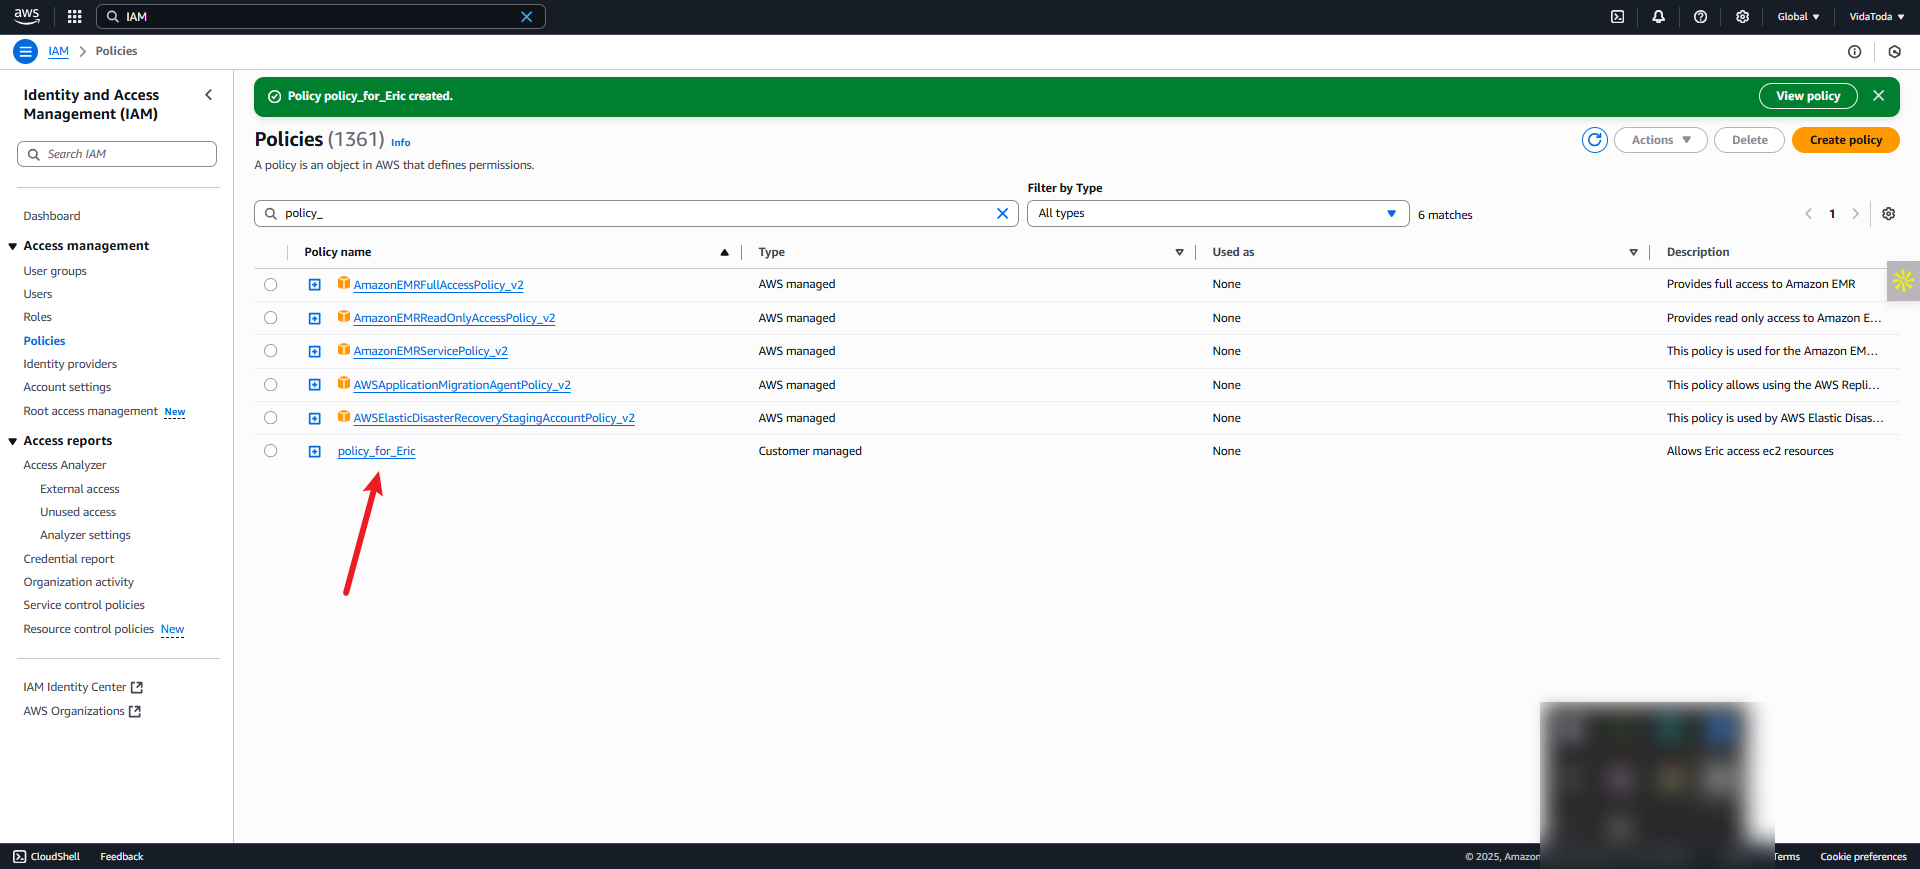 aws
IAM
Global
VidaToda
IAM
Policies
Identity and Access
Management (IAM)
Search IAM
Dashboard
Access management
User groups
Users
Roles
Policies
Identity providers
Account settings
Root access management New
Access reports
Access Analyzer
External access
Unused access
Analyzer settings
Credential report
Organization activity
Service control policies
Resource control policies New
IAM Identity Center
AWS Organizations
Policy policy_for_Eric created.
View policy
Policies (1361) Info
A policy is an object in AWS that defines permissions.
Actions
Delete
Create policy
Filter by Type
policy_
All types
6 matches
1
Policy name Type Used as Description
AmazonEMRFullAccessPolicy_v2 AWS managed None Provides full access to Amazon EMR
AmazonEMRReadOnlyAccessPolicy_v2 AWS managed None Provides read only access to Amazon E...
AmazonEMRServicePolicy_v2 AWS managed None This policy is used for the Amazon EM...
AWSApplicationMigrationAgentPolicy_v2 AWS managed None This policy allows using the AWS Repli...
AWSElasticDisasterRecoveryStagingAccountPolicy_v2 AWS managed None This policy is used by AWS Elastic Disas...
policy_for_Eric Customer managed None Allows Eric access ec2 resources
CloudShell Feedback © 2025, Amazon Terms Cookie preferences